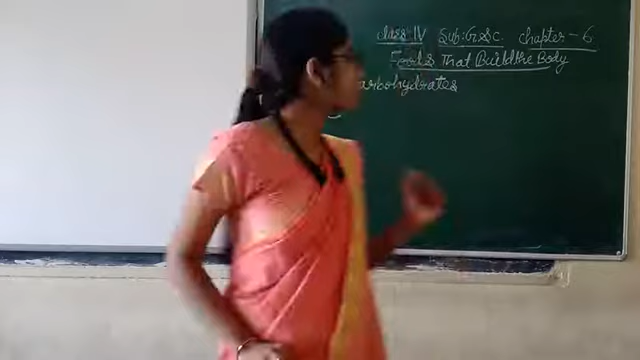 class IV Sub: G.Sc. chapter - 6
Foods That Build the Body
arbohydrates